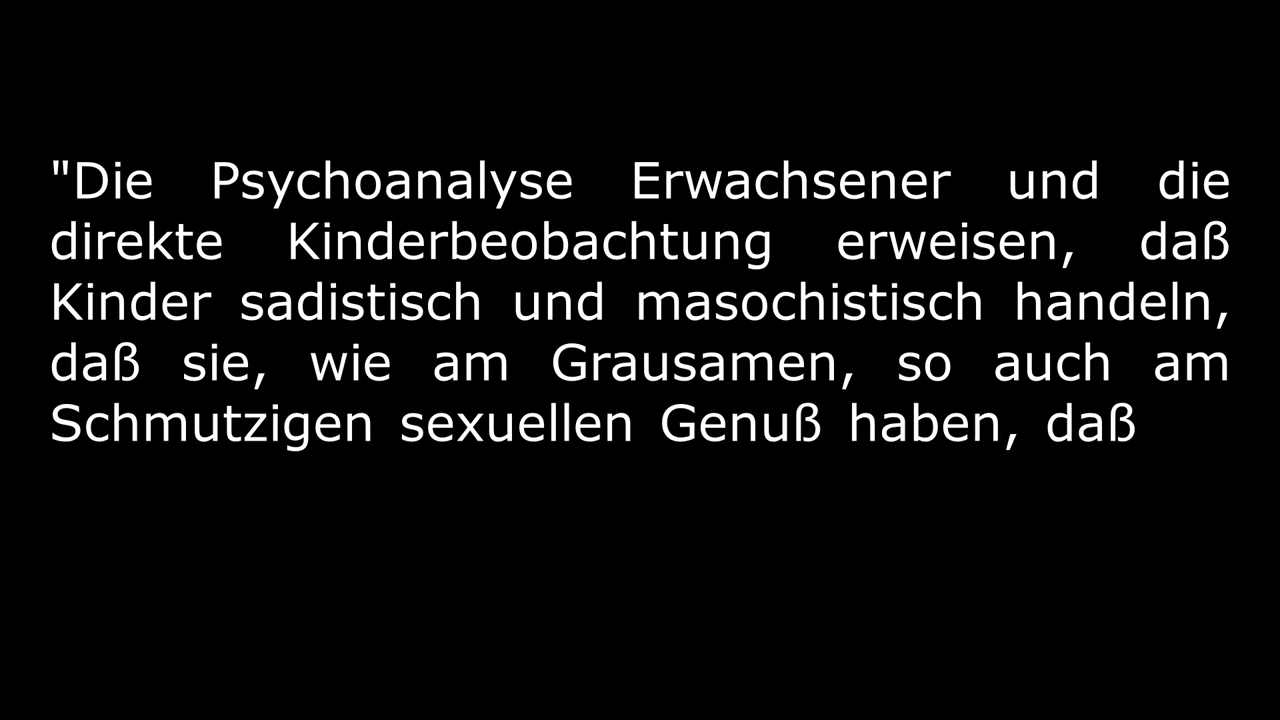 "Die Psychoanalyse Erwachsener und die
direkte Kinderbeobachtung erweisen, daß
Kinder sadistisch und masochistisch handeln,
daß sie, wie am Grausamen, so auch am
Schmutzigen sexuellen Genuß haben, daß